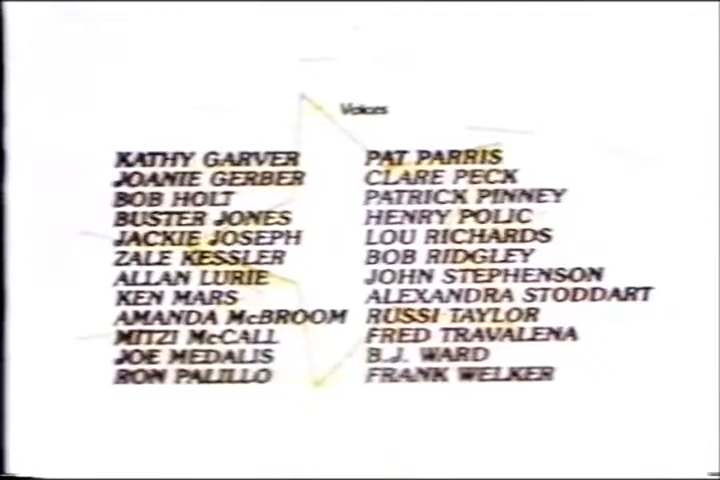 Voices
KATHY GARVER
JOANIE GERBER
BOB HOLT
BUSTER JONES
JACKIE JOSEPH
ZALE KESSLER
ALLAN LURIE
KEN MARS
AMANDA McBROOM
MITZI McCALL
JOE MEDALIS
RON PALILLO
PAT PARRIS
CLARE PECK
PATRICK PINNEY
HENRY POLIC
LOU RICHARDS
BOB RIDGLEY
JOHN STEPHENSON
ALEXANDRA STODDART
RUSSI TAYLOR
FRED TRAVALENA
B.J. WARD
FRANK WELKER